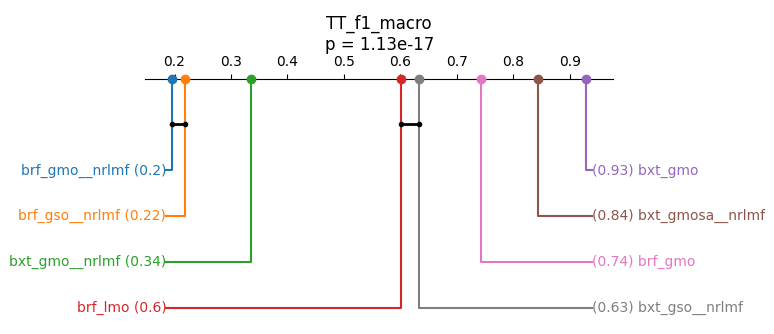 TT_f1_macro
p = 1.13e-17
0.2 0.3 0.4 0.5 0.6 0.7 0.8 0.9
brf_gmo__nrlmf (0.2) (0.93) bxt_gmo
brf_gso__nrlmf (0.22) (0.84) bxt_gmosa__nrlmf
bxt_gmo__nrlmf (0.34) (0.74) brf_gmo
brf_lmo (0.6) (0.63) bxt_gso__nrlmf